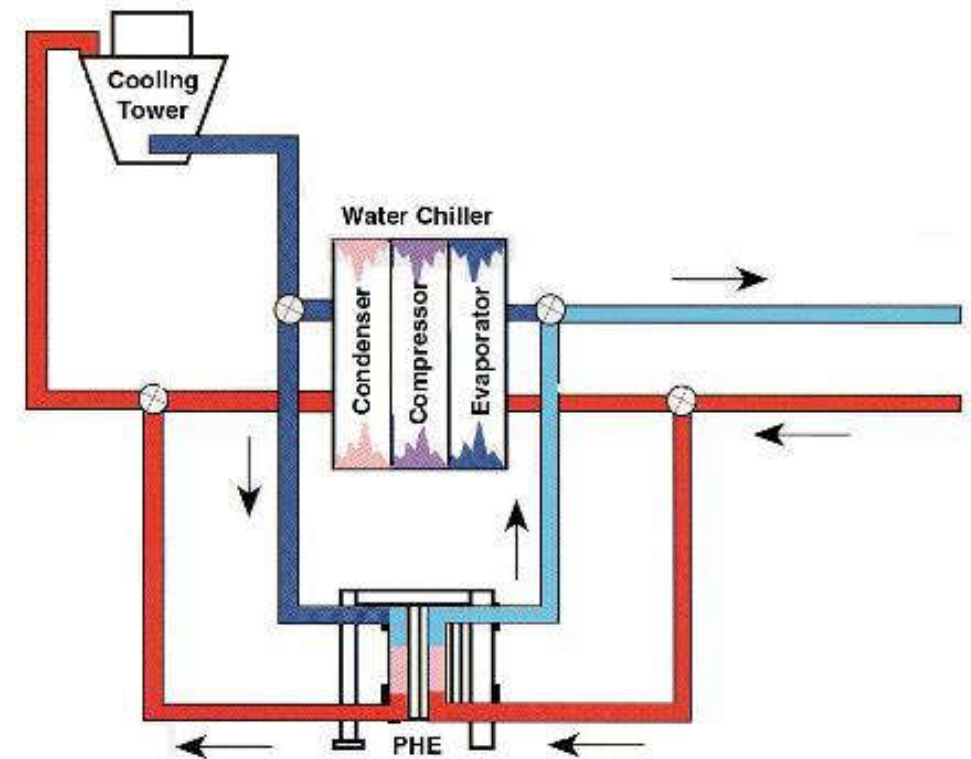 Cooling
Tower
Water Chiller
Condenser
Compressor
Evaporator
PHE